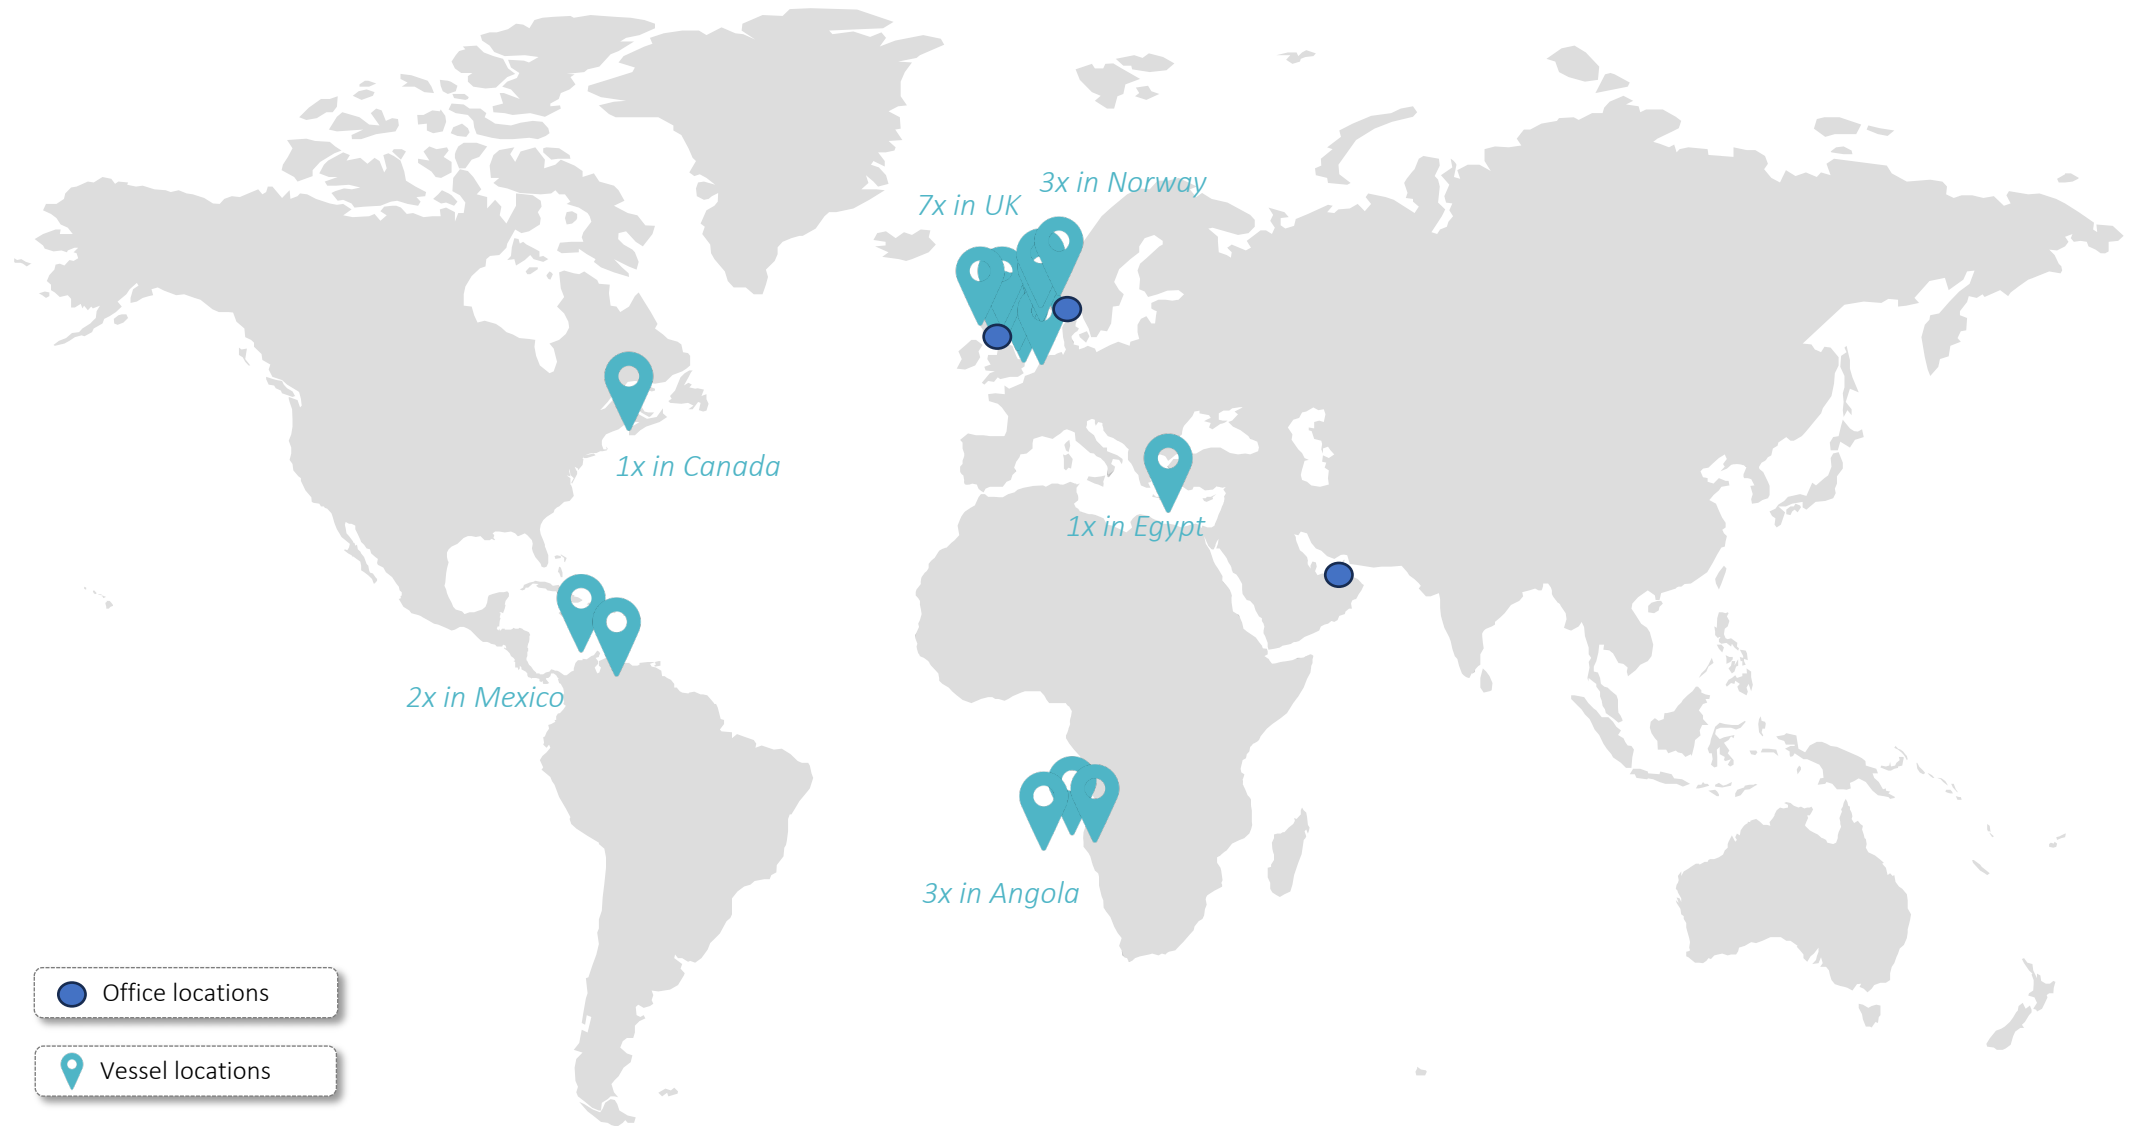 3x in Norway
7x in UK
1x in Canada
1x in Egypt
2x in Mexico
3x in Angola
Office locations
Vessel locations